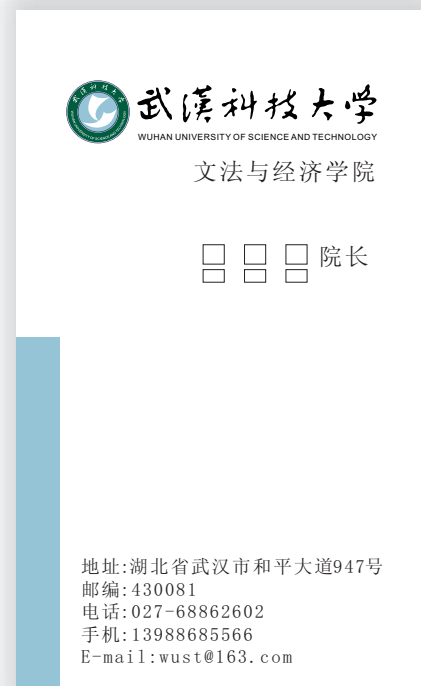 武漢科技大学
WUHAN UNIVERSITY OF SCIENCE AND TECHNOLOGY
文法与经济学院
□ □ □ 院长
□ □ □
地址:湖北省武汉市和平大道947号
邮编:430081
电话:027-68862602
手机:13988685566
E-mail:wust@163.com